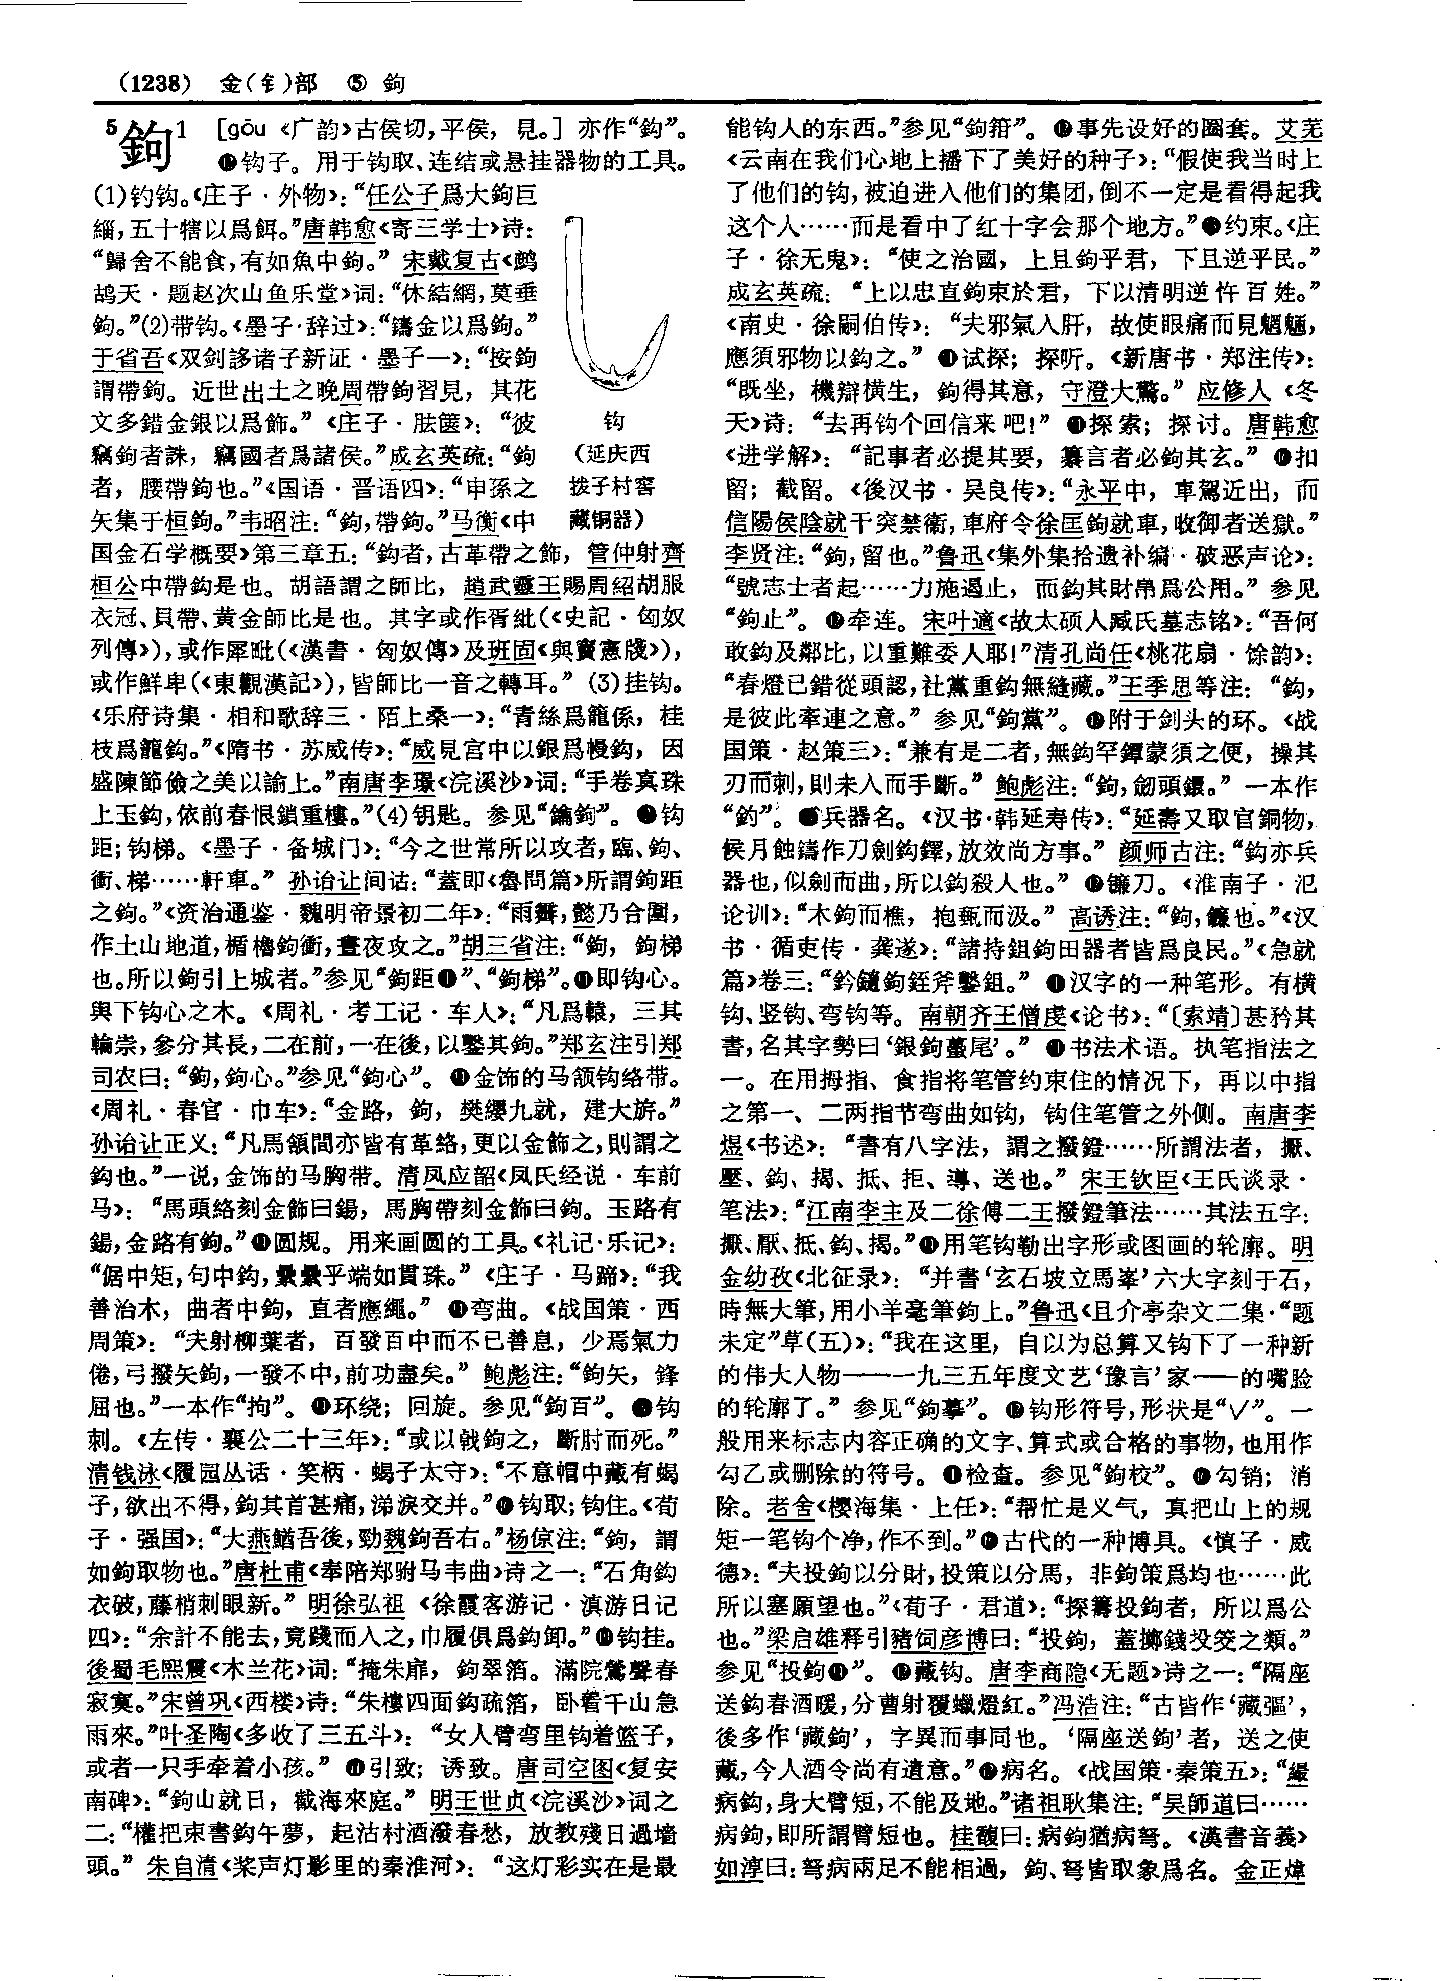 (1238) 金(钅)部 ⑤ 鉤
5 鉤1 [gōu 《广韵》古侯切,平侯,見。] 亦作“鈎”。
❶钩子。用于钩取、连结或悬挂器物的工具。
(1)钓钩。《庄子·外物》:“任公子爲大鉤巨
緇,五十犗以爲餌。”唐韩愈《寄三学士》诗:
“歸舍不能食,有如魚中鉤。” 宋戴复古《鹧
鸪天·题赵次山鱼乐堂》词:“休結網,莫垂
鉤。”(2)带钩。《墨子·辞过》:“鑄金以爲鉤。”
于省吾《双剑誃诸子新证·墨子一》:“按鉤
謂帶鉤。近世出土之晚周帶鉤習見,其花
文多錯金銀以爲飾。” 《庄子·胠箧》:“彼
竊鉤者誅,竊國者爲諸侯。”成玄英疏:“鉤
者,腰帶鉤也。”《国语·晋语四》:“申孫之
矢集于桓鉤。”韦昭注:“鉤,帶鉤。”马衡《中
钩
(延庆西
拨子村窖
藏铜器)
国金石学概要》第三章五:“鉤者,古革帶之飾,管仲射齊
桓公中帶鉤是也。胡語謂之師比,趙武靈王賜周紹胡服
衣冠、貝帶、黄金師比是也。其字或作胥紕(《史記·匈奴
列傳》),或作犀毗(《漢書·匈奴傳》及班固《與竇憲牋》),
或作鮮卑(《東觀漢記》),皆師比一音之轉耳。” (3)挂钩。
《乐府诗集·相和歌辞三·陌上桑一》:“青絲爲籠係,桂
枝爲籠鉤。”《隋书·苏威传》:“威見宫中以銀爲幔鉤,因
盛陳節儉之美以諭上。”南唐李璟《浣溪沙》词:“手卷真珠
上玉鉤,依前春恨鎖重樓。”(4)钥匙。参见“鑰鉤”。❷钩
距;钩梯。《墨子·备城门》:“今之世常所以攻者,臨、鉤、
衝、梯……軒車。” 孙诒让间诂:“蓋即《魯問篇》所謂鉤距
之鉤。”《资治通鉴·魏明帝景初二年》:“雨霽,懿乃合圍,
作土山地道,楯櫓鉤衝,晝夜攻之。”胡三省注:“鉤,鉤梯
也。所以鉤引上城者。”参见“鉤距❶”、“鉤梯”。❸即钩心。
舆下钩心之木。《周礼·考工记·车人》:“凡爲轅,三其
輪崇,參分其長,二在前,一在後,以鑿其鉤。”郑玄注引郑
司农曰:“鉤,鉤心。”参见“鉤心”。❹金饰的马颔钩络带。
《周礼·春官·巾车》:“金路,鉤,樊纓九就,建大旂。”
孙诒让正义:“凡馬頷間亦皆有革絡,更以金飾之,則謂之
鉤也。”一说,金饰的马胸带。清凤应韶《凤氏经说·车前
马》:“馬頭絡刻金飾曰鍚,馬胸帶刻金飾曰鉤。玉路有
鍚,金路有鉤。”❺圆规。用来画圆的工具。《礼记·乐记》:
“倨中矩,句中鉤,纍纍乎端如貫珠。”《庄子·马蹄》:“我
善治木,曲者中鉤,直者應繩。” ❻弯曲。《战国策·西
周策》:“夫射柳葉者,百發百中而不已善息,少焉氣力
倦,弓撥矢鉤,一發不中,前功盡矣。” 鲍彪注:“鉤矢,鋒
屈也。”一本作“拘”。❼环绕;回旋。参见“鉤百”。❽钩
刺。《左传·襄公二十三年》:“或以戟鉤之,斷肘而死。”
清钱泳《履园丛话·笑柄·蝎子太守》:“不意帽中藏有蝎
子,欲出不得,鉤其首甚痛,涕淚交并。”❾钩取;钩住。《荀
子·强国》:“大燕鰌吾後,勁魏鉤吾右。”杨倞注:“鉤,謂
如鉤取物也。”唐杜甫《奉陪郑驸马韦曲》诗之一:“石角鈎
衣破,藤梢刺眼新。” 明徐弘祖《徐霞客游记·滇游日记
四》:“余計不能去,竟踐而入之,巾履俱爲鈎卸。”❿钩挂。
後蜀毛熙震《木兰花》词:“掩朱扉,鉤翠箔。滿院鶯聲春
寂寞。”宋曾巩《西楼》诗:“朱樓四面鈎疏箔,卧看千山急
雨來。”叶圣陶《多收了三五斗》:“女人臂弯里钩着篮子,
或者一只手牵着小孩。” ⓫引致;诱致。唐司空图《复安
南碑》:“鉤山就日,截海來庭。” 明王世贞《浣溪沙》词之
二:“權把束書鈎午夢,起沽村酒潑春愁,放教殘日過墻
頭。” 朱自清《桨声灯影里的秦淮河》:“这灯彩实在是最
能钩人的东西。”参见“鉤箝”。⓬事先设好的圈套。艾芜
《云南在我们心地上播下了美好的种子》:“假使我当时上
了他们的钩,被迫进入他们的集团,倒不一定是看得起我
这个人……而是看中了红十字会那个地方。”⓭约束。《庄
子·徐无鬼》:“使之治國,上且鉤乎君,下且逆乎民。”
成玄英疏:“上以忠直鉤束於君,下以清明逆忤百姓。”
《南史·徐嗣伯传》:“夫邪氣入肝,故使眼痛而見魍魎,
應須邪物以鉤之。” ⓮试探;探听。《新唐书·郑注传》:
“既坐,機辯横生,鉤得其意,守澄大驚。” 应修人《冬
天》诗:“去再钩个回信来吧!” ⓯探索;探讨。唐韩愈
《进学解》:“記事者必提其要,纂言者必鉤其玄。” ⓰扣
留;截留。《後汉书·吴良传》:“永平中,車駕近出,而
信陽侯陰就干突禁衛,車府令徐匡鉤就車,收御者送獄。”
李贤注:“鉤,留也。”鲁迅《集外集拾遗补编·破恶声论》:
“號志士者起……力施遏止,而鈎其財帛爲公用。” 参见
“鉤止”。⓱牵连。宋叶適《故太硕人臧氏墓志铭》:“吾何
敢鈎及鄰比,以重難委人耶!”清孔尚任《桃花扇·馀韵》:
“春燈已錯從頭認,社黨重鈎無縫藏。”王季思等注:“鈎,
是彼此牽連之意。” 参见“鉤黨”。⓲附于剑头的环。《战
国策·赵策三》:“兼有是二者,無鉤罕鐔蒙須之便,操其
刃而刺,則未入而手斷。” 鲍彪注:“鉤,劒頭鐶。” 一本作
“釣”。⓳兵器名。《汉书·韩延寿传》:“延壽又取官銅物,
候月蝕鑄作刀劍鉤鐔,放效尚方事。” 颜师古注:“鉤亦兵
器也,似劍而曲,所以鉤殺人也。” ⓴镰刀。《淮南子·氾
论训》:“木鉤而樵,抱甀而汲。” 高诱注:“鉤,鐮也。”《汉
书·循吏传·龚遂》:“諸持鉏鉤田器者皆爲良民。”《急就
篇》卷三:“釤鐩鉤銍斧鑿鉏。” 汉字的一种笔形。有横
钩、竖钩、弯钩等。南朝齐王僧虔《论书》:“〔索靖〕甚矜其
書,名其字勢曰‘銀鉤蠆尾’。” 书法术语。执笔指法之
一。在用拇指、食指将笔管约束住的情况下,再以中指
之第一、二两指节弯曲如钩,钩住笔管之外侧。南唐李
煜《书述》:“書有八字法,謂之撥鐙……所謂法者,擫、
壓、鈎、揭、抵、拒、導、送也。” 宋王钦臣《王氏谈录·
笔法》:“江南李主及二徐傅二王撥鐙筆法……其法五字:
擫、厭、抵、鈎、揭。”用笔钩勒出字形或图画的轮廓。明
金幼孜《北征录》:“并書‘玄石坡立馬峯’六大字刻于石,
時無大筆,用小羊毫筆鈎上。”鲁迅《且介亭杂文二集·“题
未定”草(五)》:“我在这里,自以为总算又钩下了一种新
的伟大人物——一九三五年度文艺‘豫言’家——的嘴脸
的轮廓了。” 参见“鉤摹”。钩形符号,形状是“√”。一
般用来标志内容正确的文字、算式或合格的事物,也用作
勾乙或删除的符号。检查。参见“鉤校”。勾销;消
除。老舍《樱海集·上任》:“帮忙是义气,真把山上的规
矩一笔钩个净,作不到。”古代的一种博具。《慎子·威
德》:“夫投鉤以分財,投策以分馬,非鉤策爲均也……此
所以塞願望也。”《荀子·君道》:“探籌投鉤者,所以爲公
也。”梁启雄释引猪饲彦博曰:“投鉤,蓋擲錢投筊之類。”
参见“投鉤❶”。藏钩。唐李商隐《无题》诗之一:“隔座
送鉤春酒暖,分曹射覆蠟燈紅。”冯浩注:“古皆作‘藏彄’,
後多作‘藏鉤’,字異而事同也。‘隔座送鉤’者,送之使
藏,今人酒令尚有遺意。”病名。《战国策·秦策五》:“繓
病鉤,身大臂短,不能及地。”诸祖耿集注:“吴師道曰……
病鉤,即所謂臂短也。桂馥曰:病鉤猶病弩。《漢書音義》
如淳曰:弩病兩足不能相過,鉤、弩皆取象爲名。金正煒